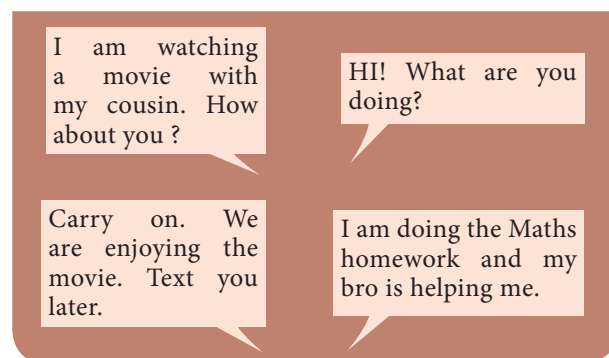 I am watching
a movie with
my cousin. How
about you ?
HI! What are you
doing?
Carry on. We
are enjoying the
movie. Text you
later.
I am doing the Maths
homework and my
bro is helping me.